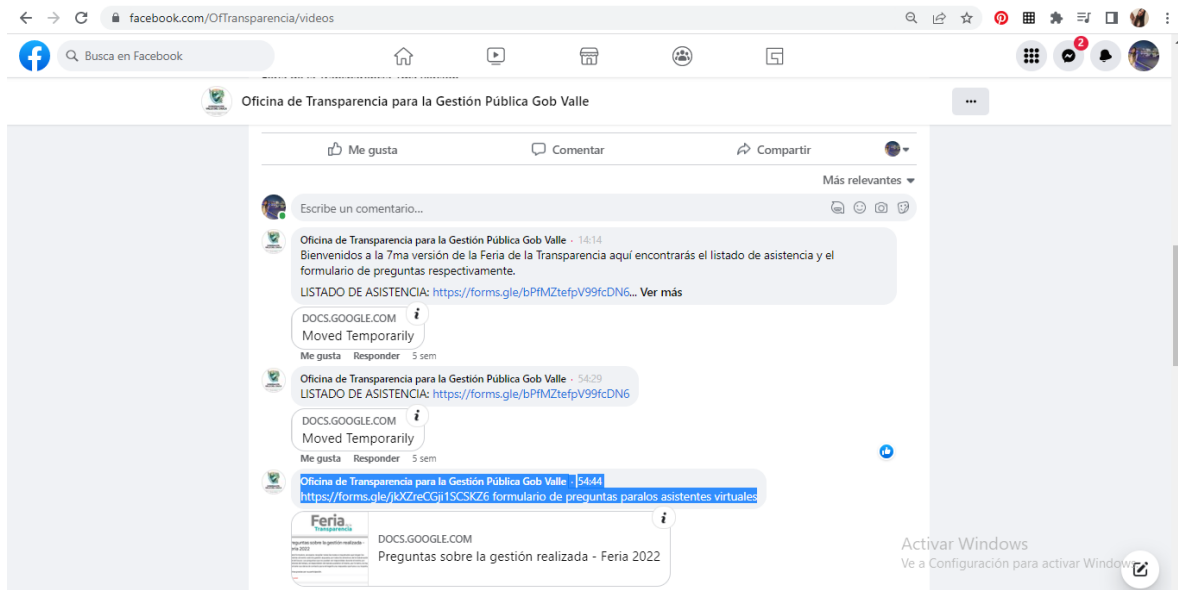 facebook.com/OfTransparencia/videos
Busca en Facebook
2
Oficina de Transparencia para la Gestión Pública Gob Valle
Me gusta Comentar Compartir
Más relevantes
Escribe un comentario...
Oficina de Transparencia para la Gestión Pública Gob Valle · 14:14
Bienvenidos a la 7ma versión de la Feria de la Transparencia aquí encontrarás el listado de asistencia y el
formulario de preguntas respectivamente.
LISTADO DE ASISTENCIA: https://forms.gle/bPfMZtefpV99fcDN6... Ver más
DOCS.GOOGLE.COM
Moved Temporarily
Me gusta Responder 5 sem
Oficina de Transparencia para la Gestión Pública Gob Valle · 54:29
LISTADO DE ASISTENCIA: https://forms.gle/bPfMZtefpV99fcDN6
DOCS.GOOGLE.COM
Moved Temporarily
Me gusta Responder 5 sem
Oficina de Transparencia para la Gestión Pública Gob Valle · 54:44
https://forms.gle/jkXZreCGji1SCSKZ6 formulario de preguntas paralos asistentes virtuales
Feria
Transparencia
DOCS.GOOGLE.COM
Preguntas sobre la gestión realizada - Feria 2022
Activar Windows
Ve a Configuración para activar Windows